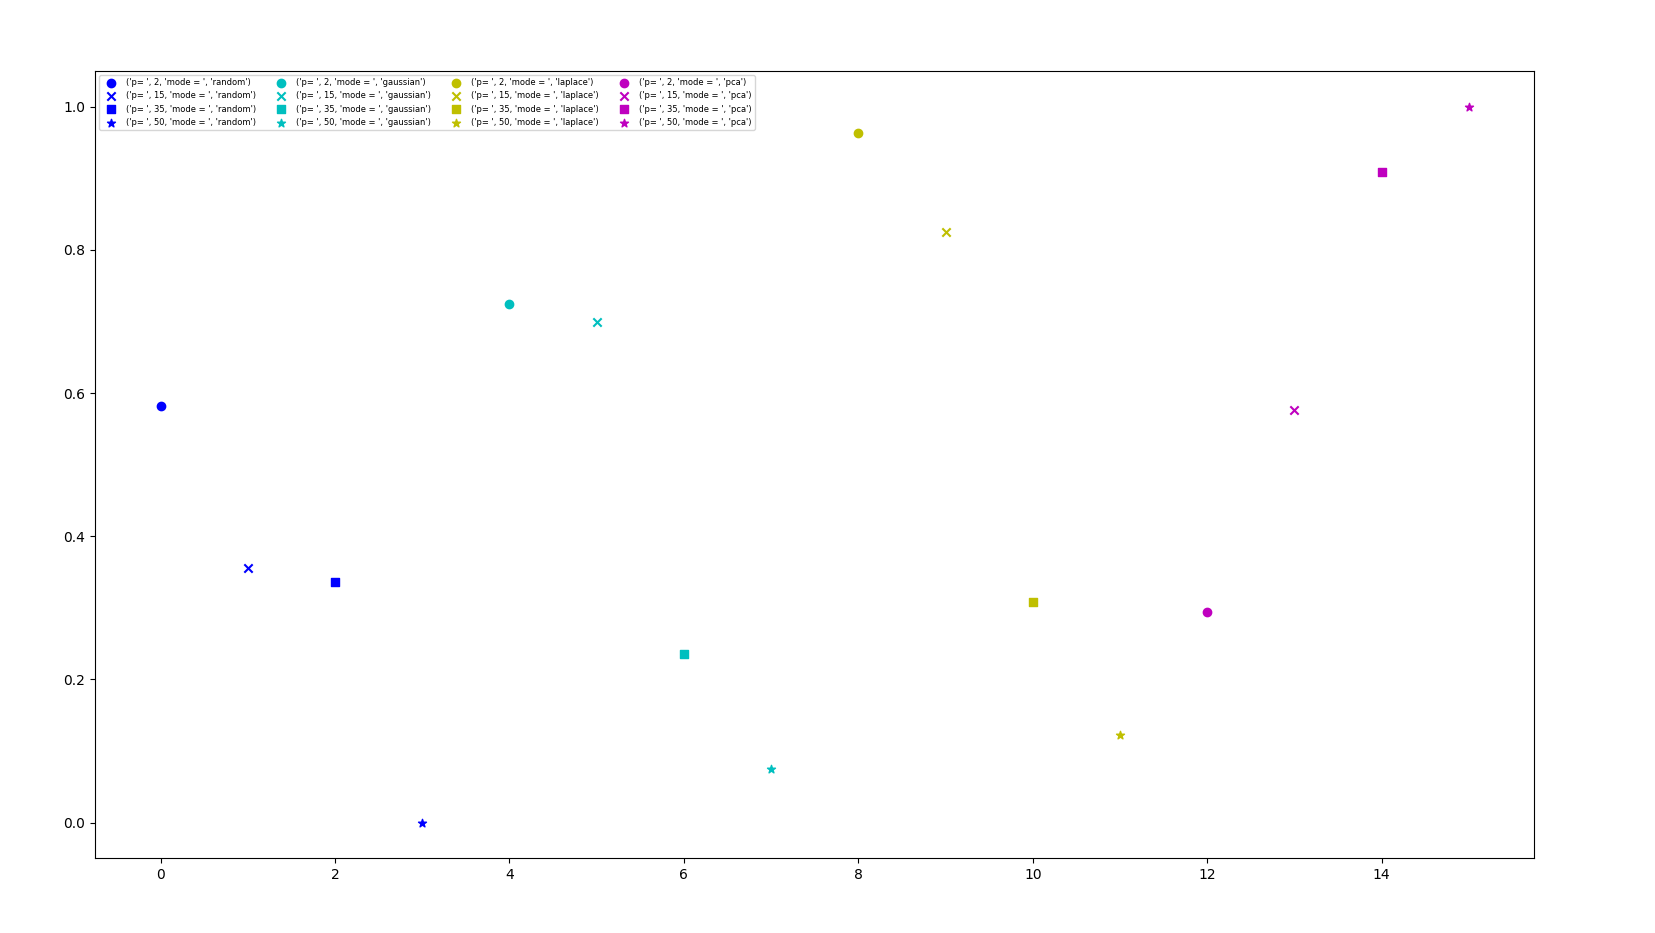 ('p= ', 2, 'mode = ', 'random') ('p= ', 2, 'mode = ', 'gaussian') ('p= ', 2, 'mode = ', 'laplace') ('p= ', 2, 'mode = ', 'pca')
('p= ', 15, 'mode = ', 'random') ('p= ', 15, 'mode = ', 'gaussian') ('p= ', 15, 'mode = ', 'laplace') ('p= ', 15, 'mode = ', 'pca')
('p= ', 35, 'mode = ', 'random') ('p= ', 35, 'mode = ', 'gaussian') ('p= ', 35, 'mode = ', 'laplace') ('p= ', 35, 'mode = ', 'pca')
('p= ', 50, 'mode = ', 'random') ('p= ', 50, 'mode = ', 'gaussian') ('p= ', 50, 'mode = ', 'laplace') ('p= ', 50, 'mode = ', 'pca')
1.0
0.8
0.6
0.4
0.2
0.0
0 2 4 6 8 10 12 14